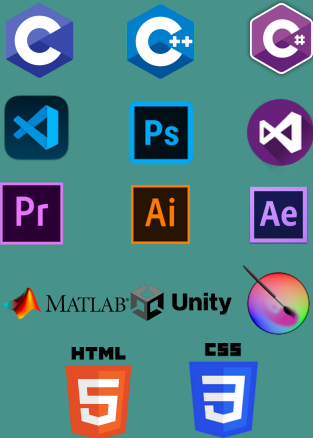 C C++ C#
Ps
Pr Ai Ae
MATLAB® Unity
HTML CSS
5 3